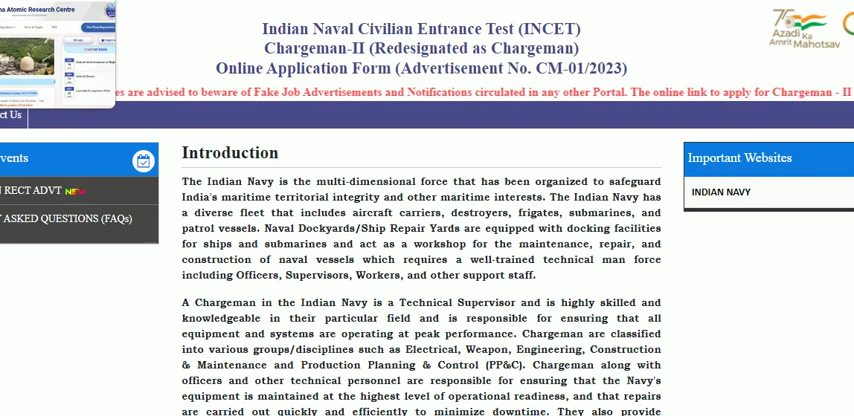 na Atomic Research Centre
Indian Naval Civilian Entrance Test (INCET)
Chargeman-II (Redesignated as Chargeman)
Online Application Form (Advertisement No. CM-01/2023)
Azadi Ka
Amrit Mahotsav
es are advised to beware of Fake Job Advertisements and Notifications circulated in any other Portal. The online link to apply for Chargeman - II
ct Us
vents
RECT ADVT NEW
ASKED QUESTIONS (FAQs)
Introduction
The Indian Navy is the multi-dimensional force that has been organized to safeguard
India's maritime territorial integrity and other maritime interests. The Indian Navy has
a diverse fleet that includes aircraft carriers, destroyers, frigates, submarines, and
patrol vessels. Naval Dockyards/Ship Repair Yards are equipped with docking facilities
for ships and submarines and act as a workshop for the maintenance, repair, and
construction of naval vessels which requires a well-trained technical man force
including Officers, Supervisors, Workers, and other support staff.
A Chargeman in the Indian Navy is a Technical Supervisor and is highly skilled and
knowledgeable in their particular field and is responsible for ensuring that all
equipment and systems are operating at peak performance. Chargeman are classified
into various groups/disciplines such as Electrical, Weapon, Engineering, Construction
& Maintenance and Production Planning & Control (PP&C). Chargeman along with
officers and other technical personnel are responsible for ensuring that the Navy's
equipment is maintained at the highest level of operational readiness, and that repairs
are carried out quickly and efficiently to minimize downtime. They also provide
Important Websites
INDIAN NAVY